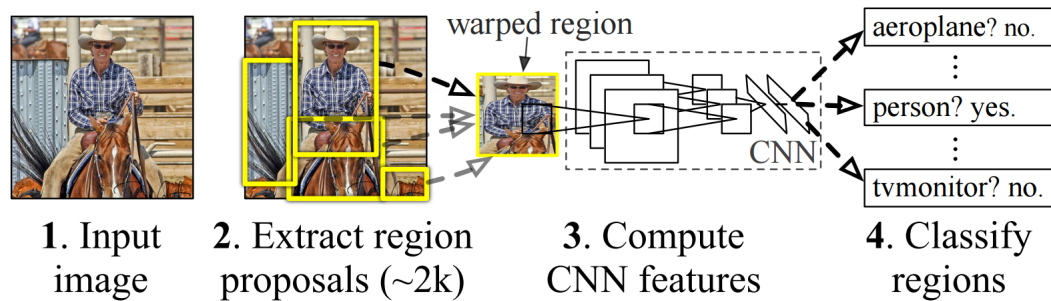 warped region
aeroplane? no.
person? yes.
CNN
tvmonitor? no.
1. Input
image
2. Extract region
proposals (~2k)
3. Compute
CNN features
4. Classify
regions